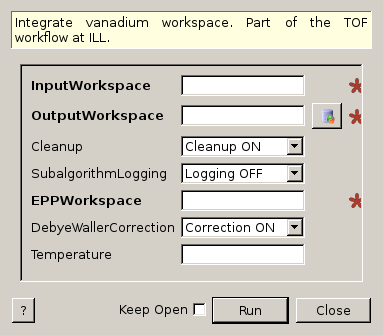 Integrate vanadium workspace. Part of the TOF
workflow at ILL.
InputWorkspace
OutputWorkspace
Cleanup Cleanup ON
SubalgorithmLogging Logging OFF
EPPWorkspace
DebyeWallerCorrection Correction ON
Temperature
? Keep Open Run Close